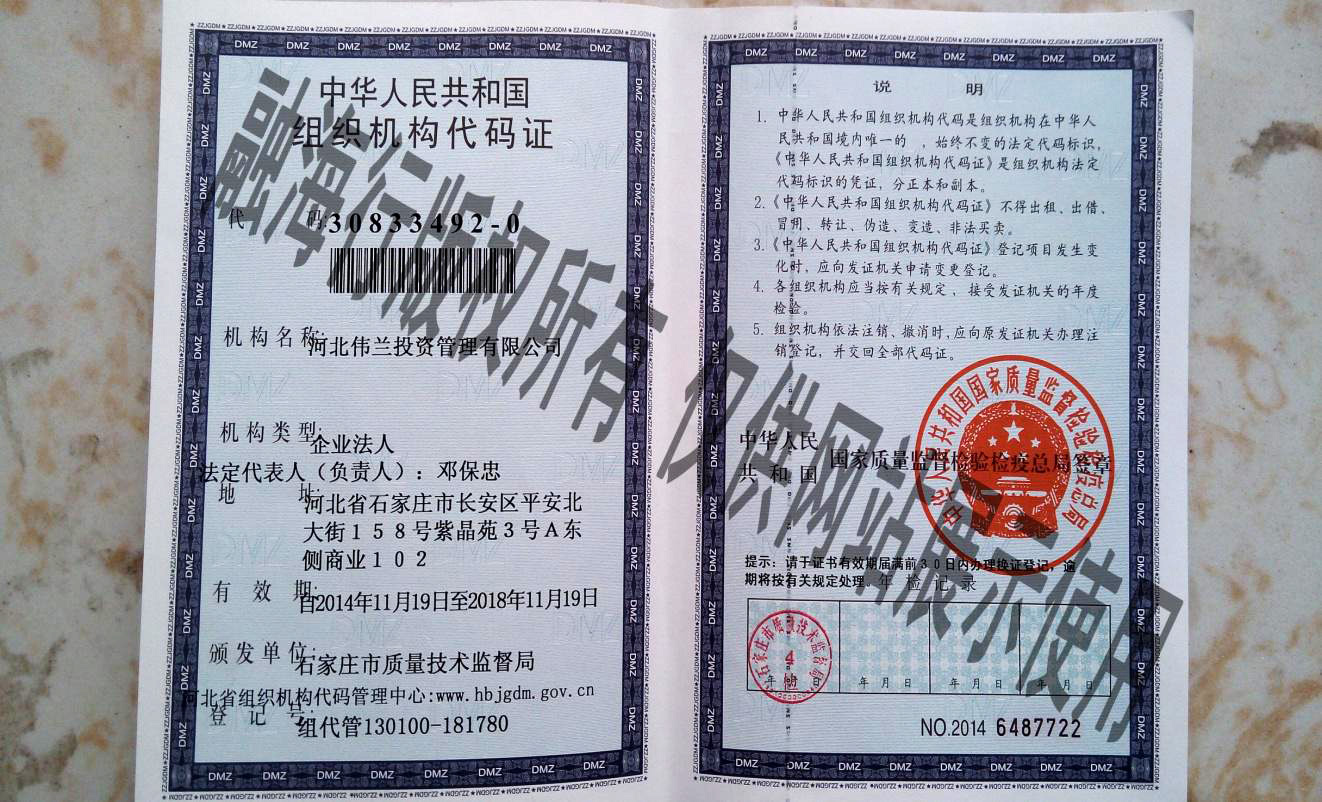 中华人民共和国
组织机构代码证
代 码:30833492-0
机构名称:河北伟兰投资管理有限公司
机构类型:企业法人
法定代表人（负责人）：邓保忠
地 址:河北省石家庄市长安区平安北
大街１５８号紫晶苑３号Ａ东
侧商业１０２
有 效 期:自2014年11月19日至2018年11月19日
颁发单位:石家庄市质量技术监督局
河北省组织机构代码管理中心:www.hbjgdm.gov.cn
登 记 号:组代管130100-181780
说 明
1. 中华人民共和国组织机构代码是组织机构在中华人
民共和国境内唯一的 ，始终不变的法定代码标识，
《中华人民共和国组织机构代码证》是组织机构法定
代码标识的凭证，分正本和副本。
2.《中华人民共和国组织机构代码证》不得出租、出借、
冒用、转让、伪造、变造、非法买卖。
3.《中华人民共和国组织机构代码证》登记项目发生变
化时，应向发证机关申请变更登记。
4. 各组织机构应当按有关规定，接受发证机关的年度
检验。
5. 组织机构依法注销、撤消时，应向原发证机关办理注
销登记，并交回全部代码证。
中华人民
共和国
国家质量监督检验检疫总局签章
中华人民共和国国家质量监督检验检疫总局
提示：请于证书有效期届满前３０日内办理换证登记，逾
期将按有关规定处理。
年检记录
石家庄市质量技术监督局
4
年 月 日 年 月 日 年 月 日 年 月 日
NO.2014 6487722
融海行版权所有 仅供网站展示使用
DMZ
ZZJGDM